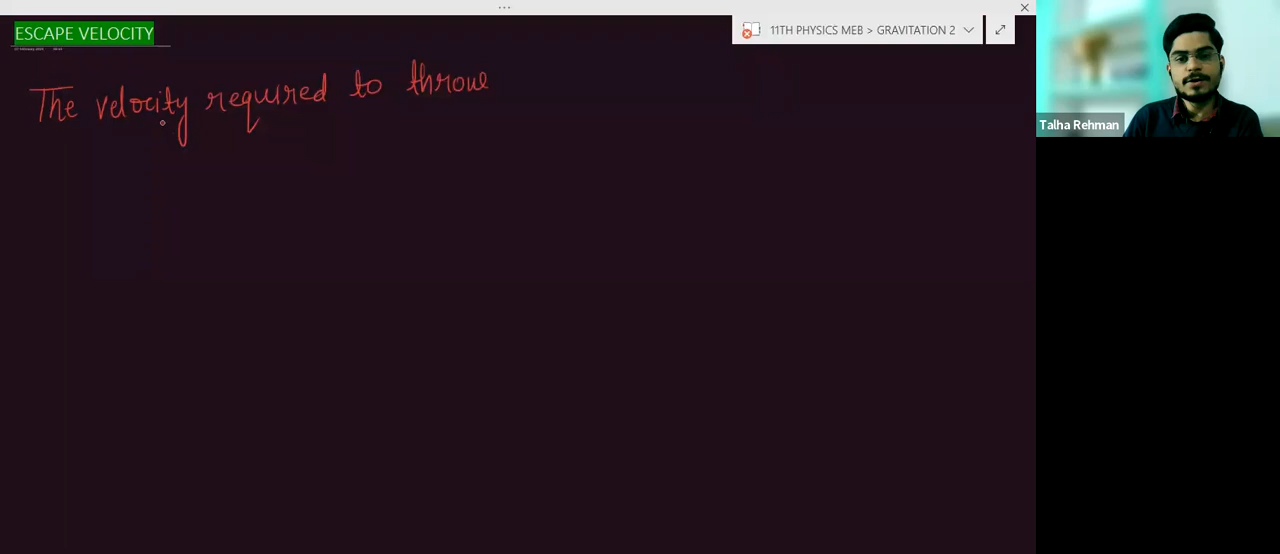 ESCAPE VELOCITY
11TH PHYSICS MEB > GRAVITATION 2
The velocity required to throw
Talha Rehman